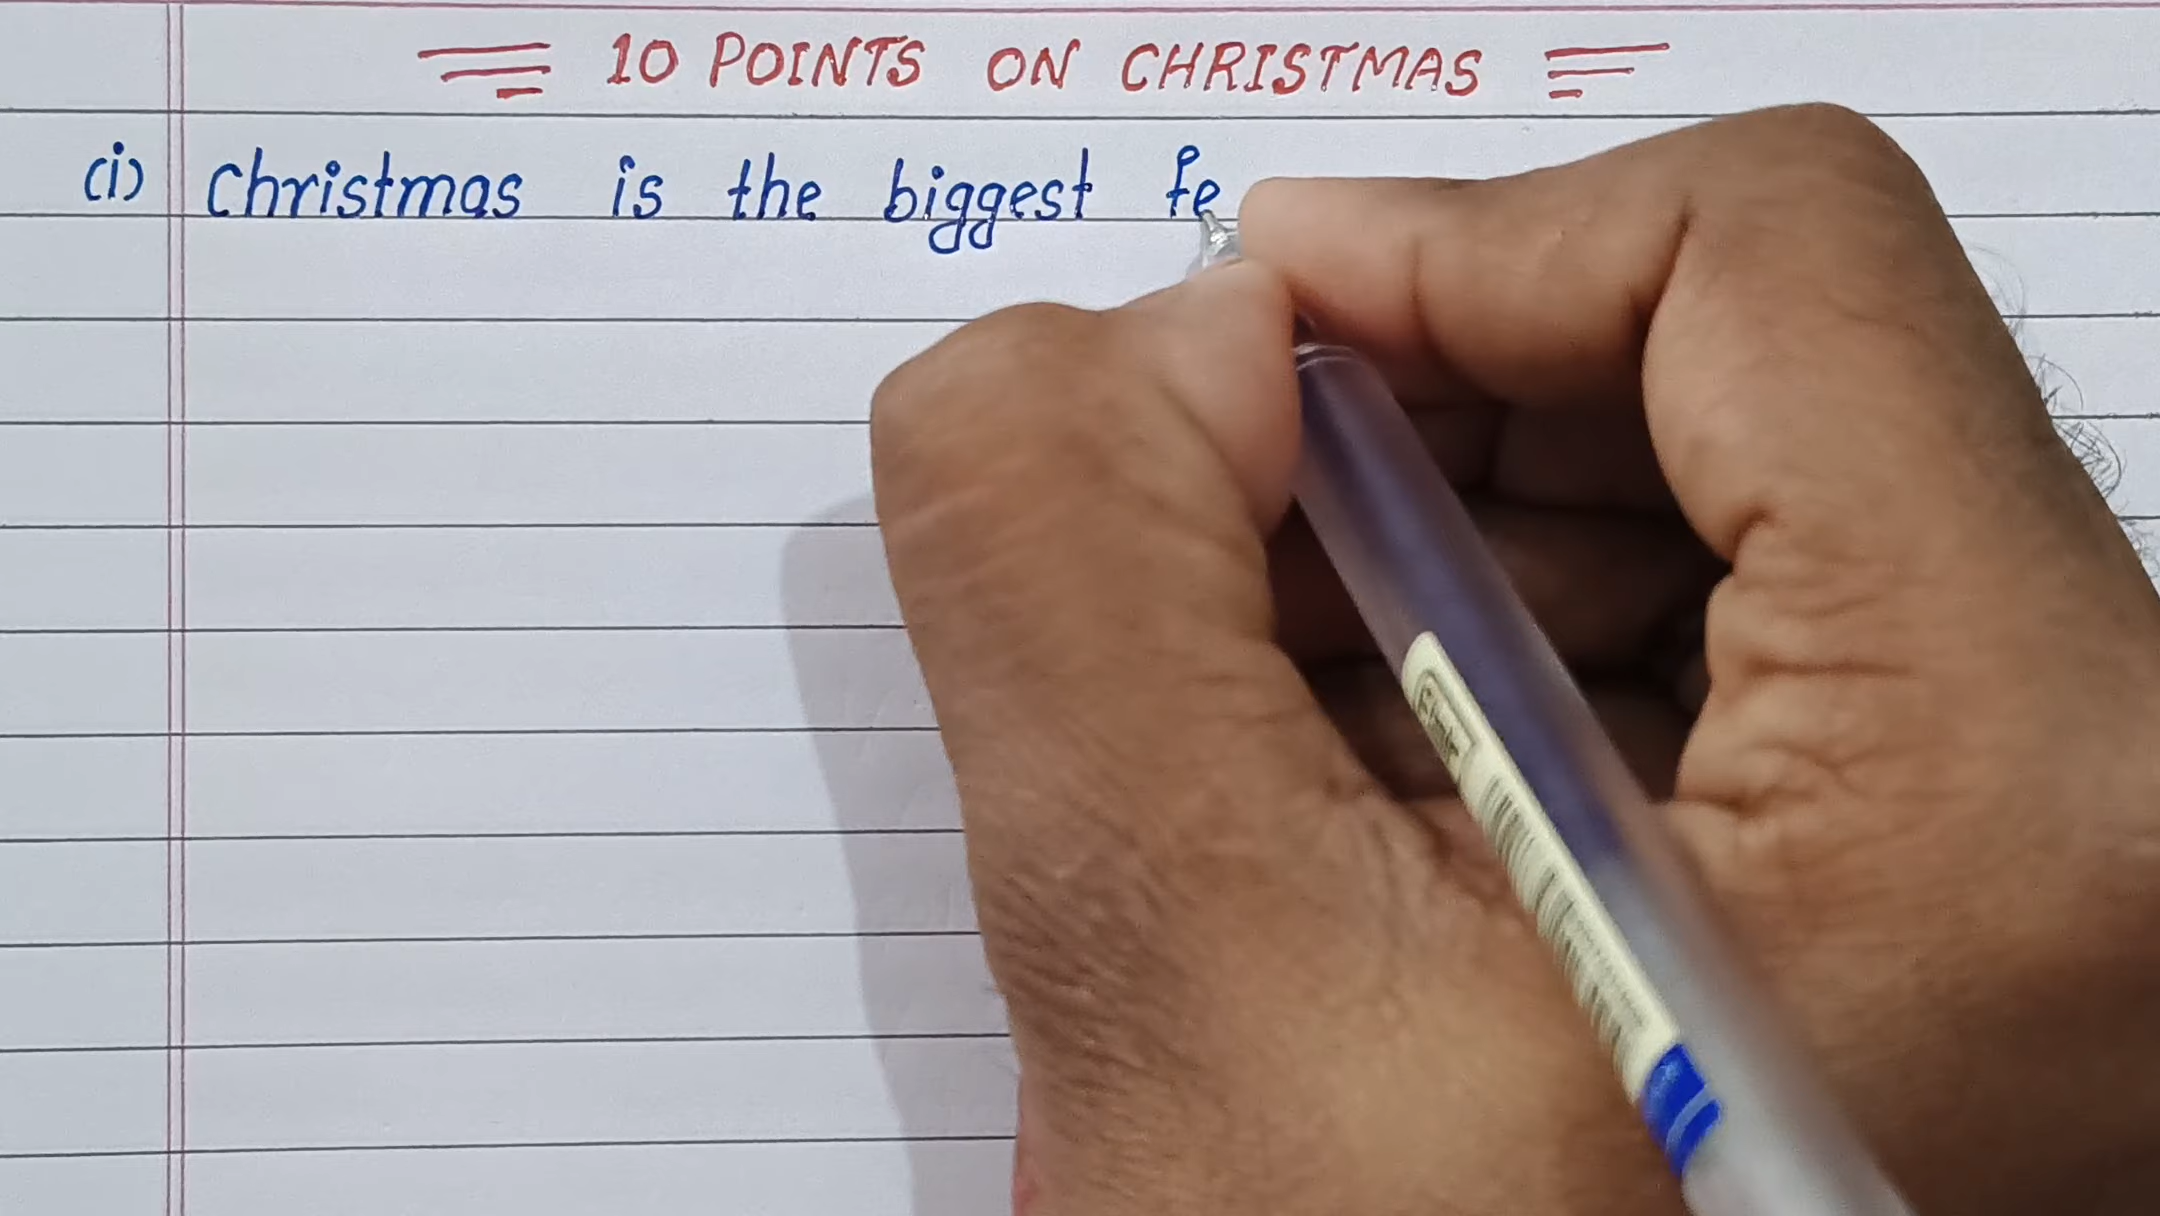 10 POINTS ON CHRISTMAS
(i) Christmas is the biggest fe